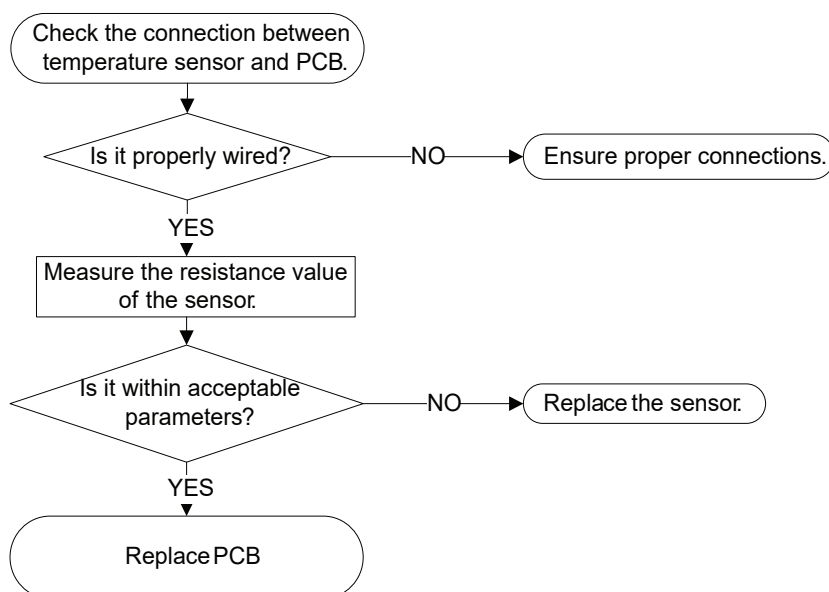 Check the connection between
temperature sensor and PCB.
Is it properly wired?
NO
Ensure proper connections.
YES
Measure the resistance value
of the sensor.
Is it within acceptable
parameters?
NO
Replace the sensor.
YES
Replace PCB